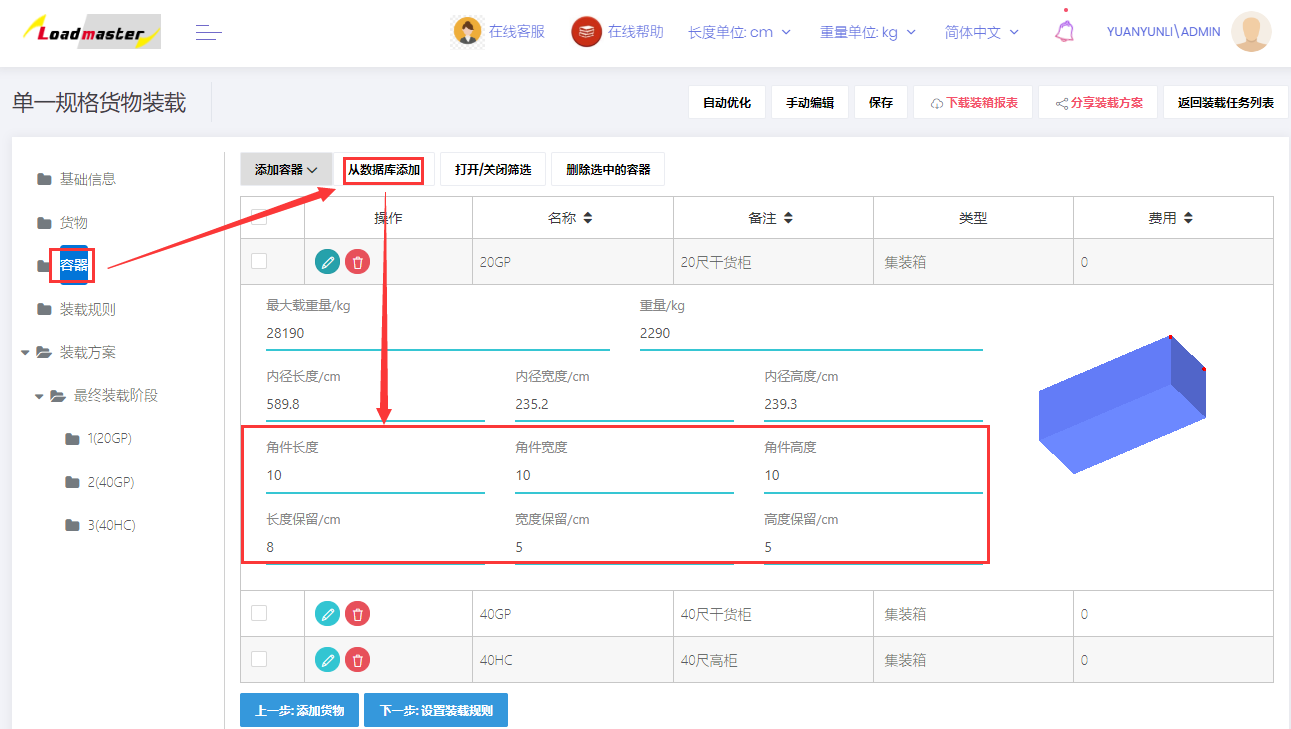 Loadmaster
在线客服
在线帮助
长度单位: cm
重量单位: kg
简体中文
YUANYUNLI\ADMIN
单一规格货物装载
自动优化
手动编辑
保存
下载装箱报表
分享装载方案
返回装载任务列表
基础信息
货物
容器
装载规则
装载方案
最终装载阶段
1(20GP)
2(40GP)
3(40HC)
添加容器
从数据库添加
打开/关闭筛选
删除选中的容器
操作 名称 备注 类型 费用
20GP 20尺干货柜 集装箱 0
最大载重量/kg 重量/kg
28190 2290
内径长度/cm 内径宽度/cm 内径高度/cm
589.8 235.2 239.3
角件长度 角件宽度 角件高度
10 10 10
长度保留/cm 宽度保留/cm 高度保留/cm
8 5 5
40GP 40尺干货柜 集装箱 0
40HC 40尺高柜 集装箱 0
上一步: 添加货物
下一步: 设置装载规则